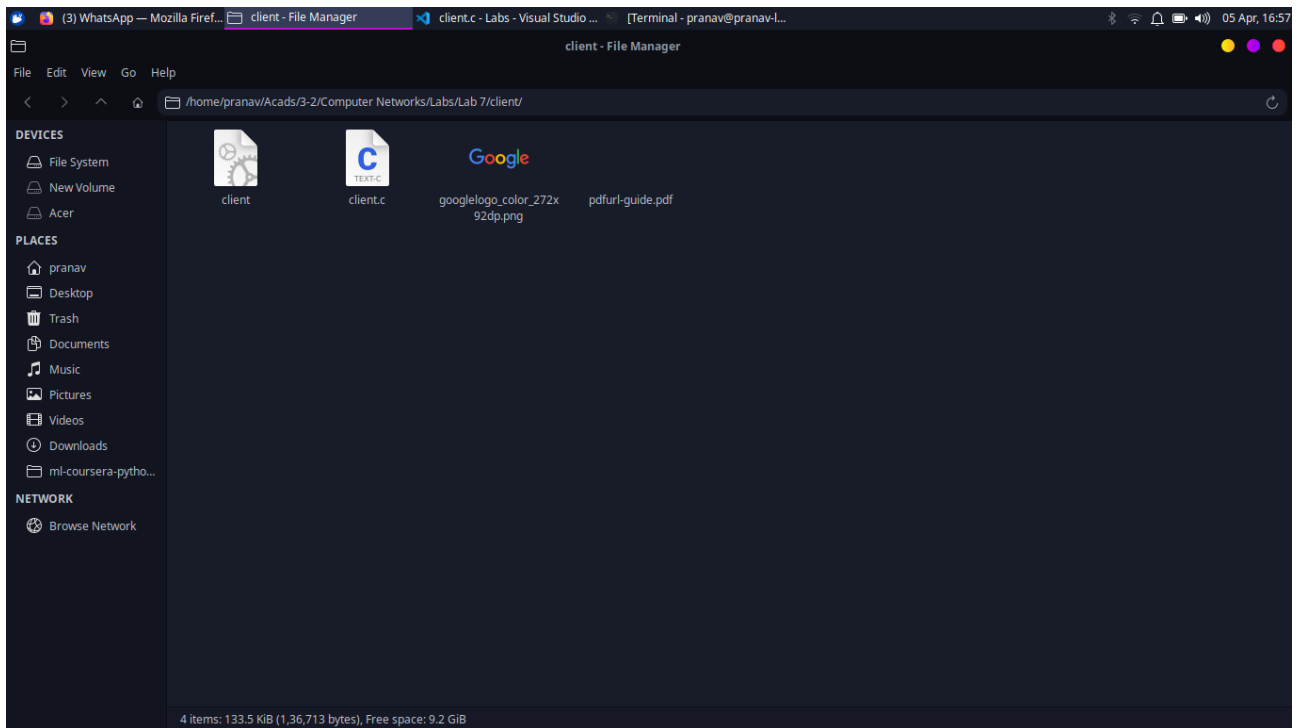 (3) WhatsApp — Mozilla Firef... client - File Manager client.c - Labs - Visual Studio ... [Terminal - pranav@pranav-l... 05 Apr, 16:57
client - File Manager
File Edit View Go Help
/home/pranav/Acads/3-2/Computer Networks/Labs/Lab 7/client/
DEVICES
File System
New Volume
Acer
PLACES
pranav
Desktop
Trash
Documents
Music
Pictures
Videos
Downloads
ml-coursera-pytho...
NETWORK
Browse Network
C
TEXT-C
Google
client
client.c
googlelogo_color_272x
92dp.png
pdfurl-guide.pdf
4 items: 133.5 KiB (1,36,713 bytes), Free space: 9.2 GiB